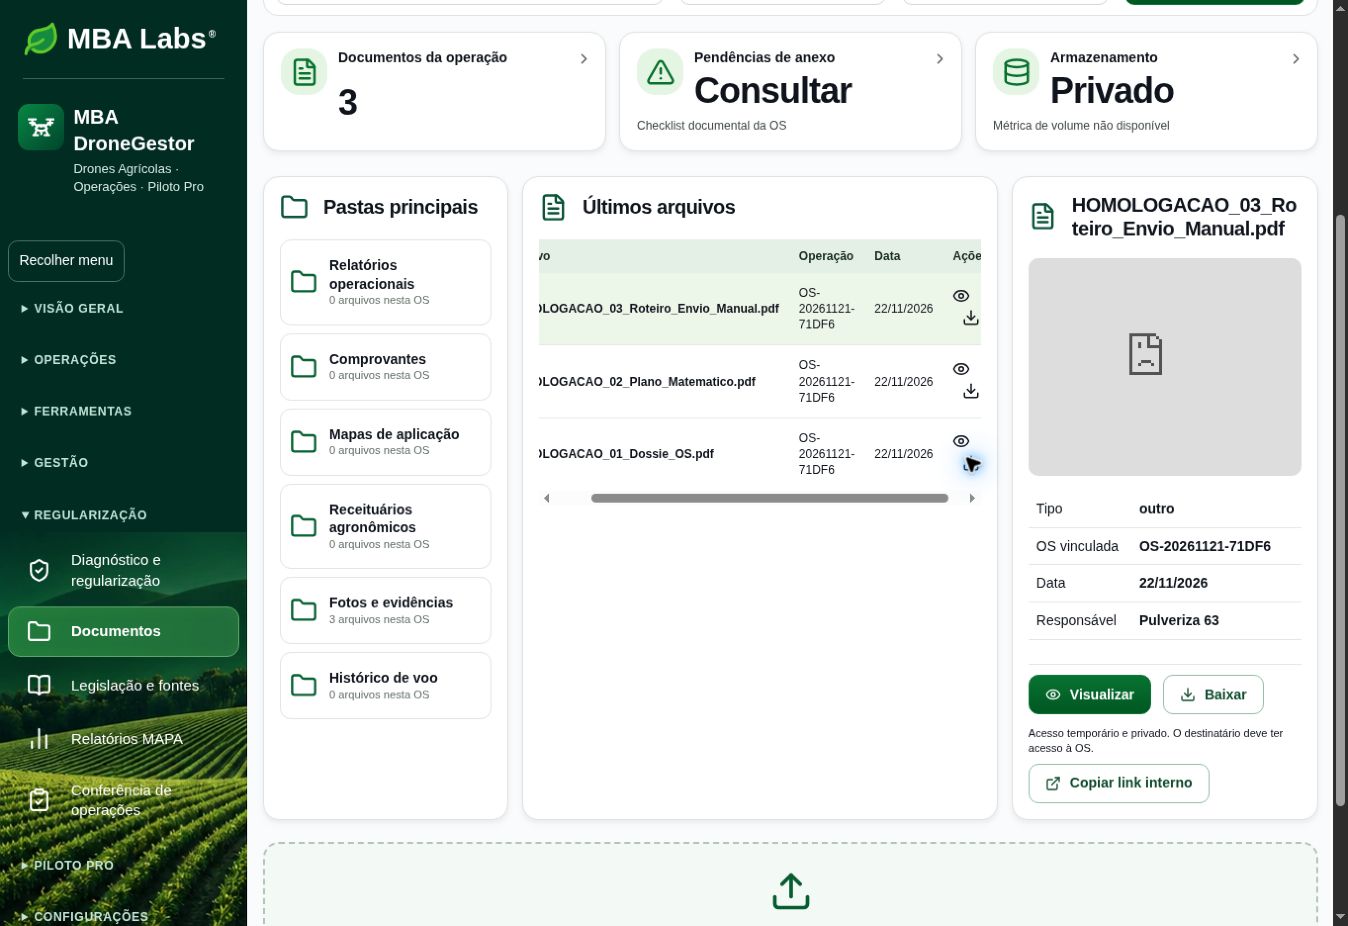 MBA Labs®
MBA
DroneGestor
Drones Agrícolas ·
Operações · Piloto Pro
Recolher menu
VISÃO GERAL
OPERAÇÕES
FERRAMENTAS
GESTÃO
REGULARIZAÇÃO
Diagnóstico e
regularização
Documentos
Legislação e fontes
Relatórios MAPA
Conferência de
operações
PILOTO PRO
CONFIGURAÇÕES
Documentos da operação
3
Pendências de anexo
Consultar
Checklist documental da OS
Armazenamento
Privado
Métrica de volume não disponível
Pastas principais
Relatórios
operacionais
0 arquivos nesta OS
Comprovantes
0 arquivos nesta OS
Mapas de aplicação
0 arquivos nesta OS
Receituários
agronômicos
0 arquivos nesta OS
Fotos e evidências
3 arquivos nesta OS
Histórico de voo
0 arquivos nesta OS
Últimos arquivos
vo Operação Data Açõe
OLOGACAO_03_Roteiro_Envio_Manual.pdf OS-20261121-71DF6 22/11/2026
OLOGACAO_02_Plano_Matematico.pdf OS-20261121-71DF6 22/11/2026
OLOGACAO_01_Dossie_OS.pdf OS-20261121-71DF6 22/11/2026
HOMOLOGACAO_03_Ro
teiro_Envio_Manual.pdf
Tipo outro
OS vinculada OS-20261121-71DF6
Data 22/11/2026
Responsável Pulveriza 63
Visualizar Baixar
Acesso temporário e privado. O destinatário deve ter
acesso à OS.
Copiar link interno